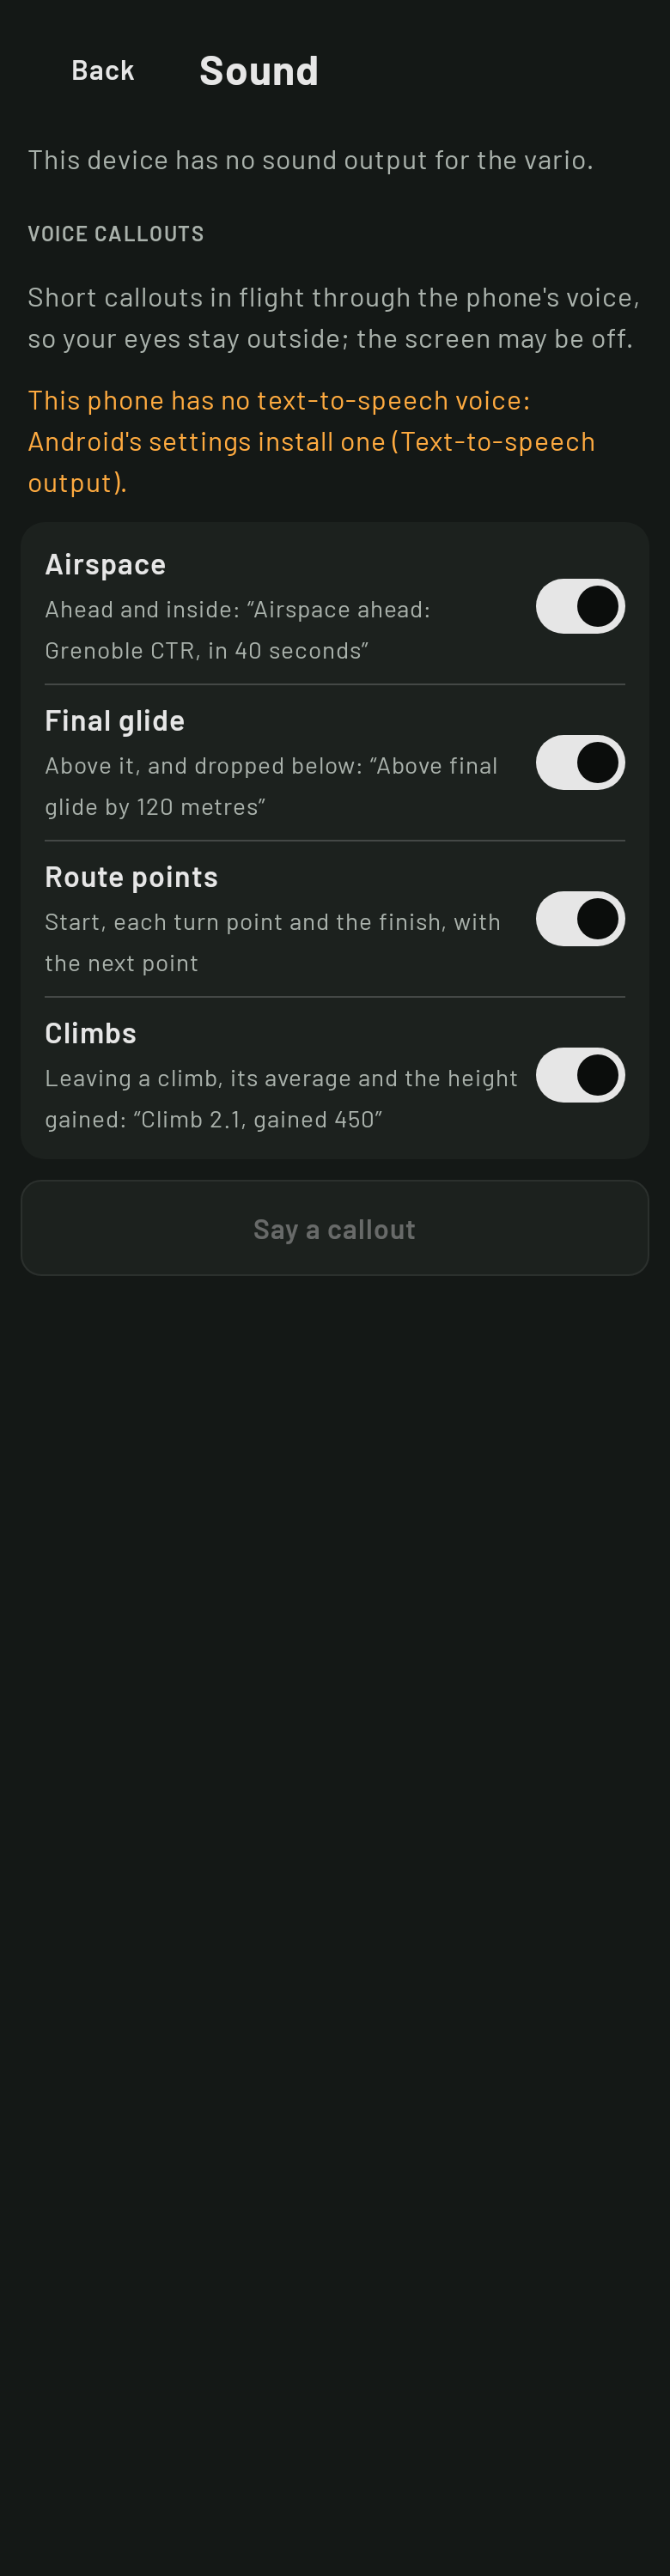 Back
Sound
This device has no sound output for the vario.
VOICE CALLOUTS
Short callouts in flight through the phone's voice,
so your eyes stay outside; the screen may be off.
This phone has no text-to-speech voice:
Android's settings install one (Text-to-speech
output).
Airspace
Ahead and inside: “Airspace ahead:
Grenoble CTR, in 40 seconds”
Final glide
Above it, and dropped below: “Above final
glide by 120 metres”
Route points
Start, each turn point and the finish, with
the next point
Climbs
Leaving a climb, its average and the height
gained: “Climb 2.1, gained 450”
Say a callout